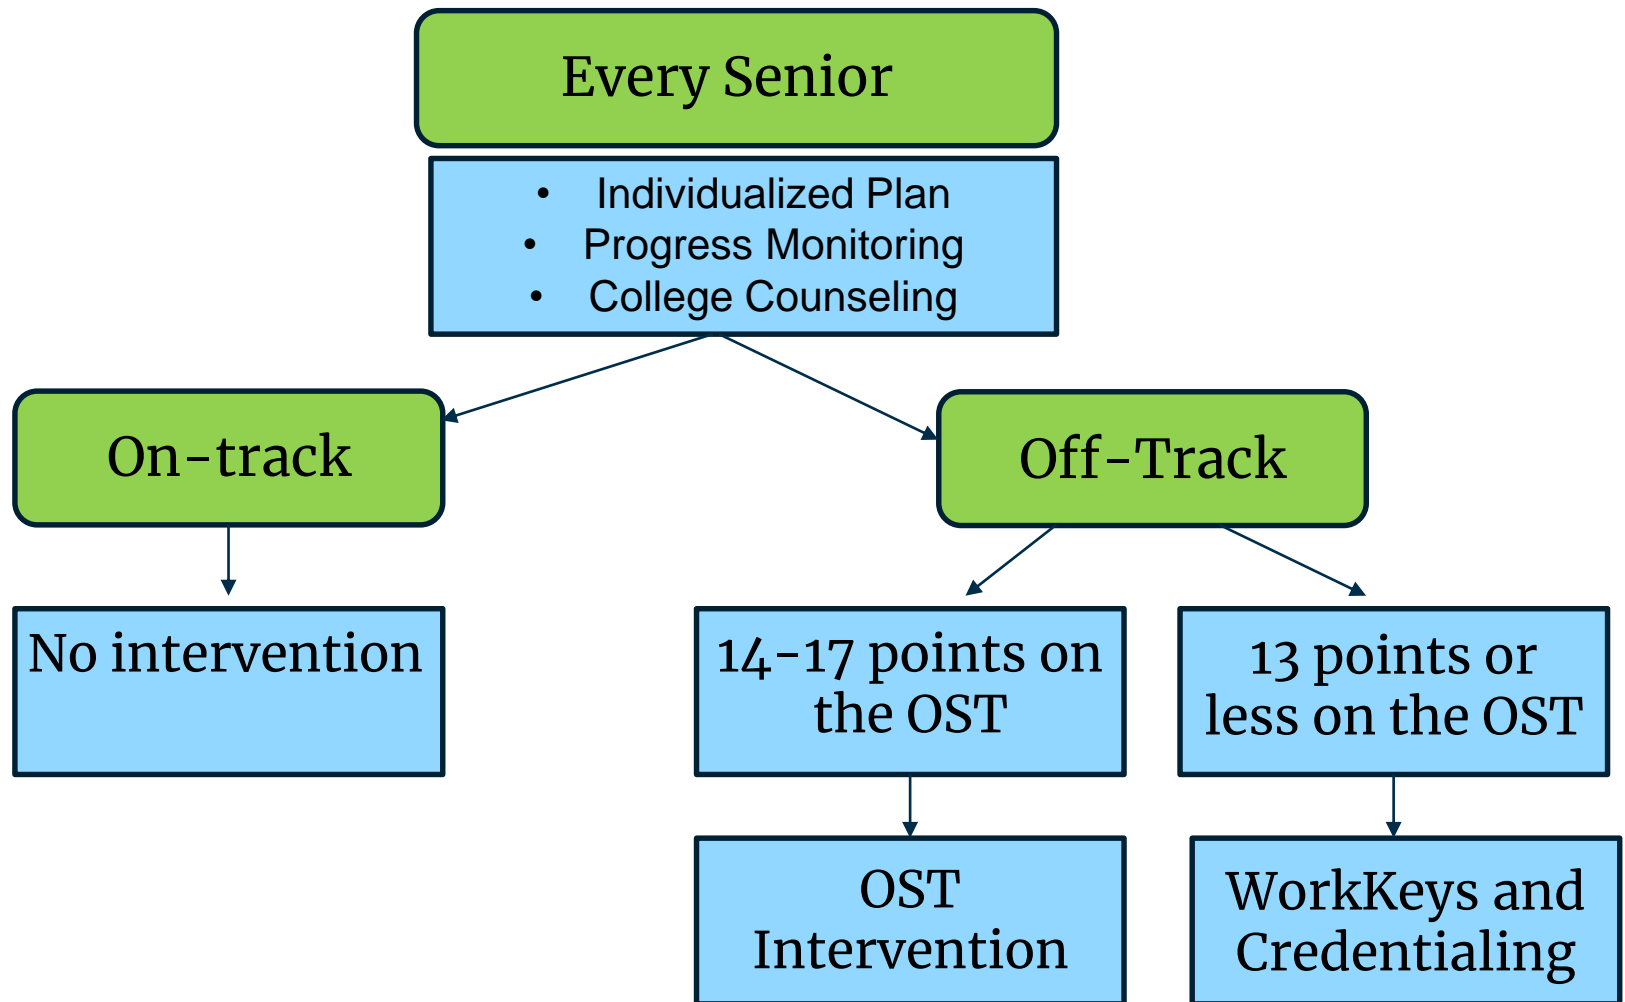 Every Senior
• Individualized Plan
• Progress Monitoring
• College Counseling
On-track
Off-Track
No intervention
14-17 points on
the OST
13 points or
less on the OST
OST
Intervention
WorkKeys and
Credentialing